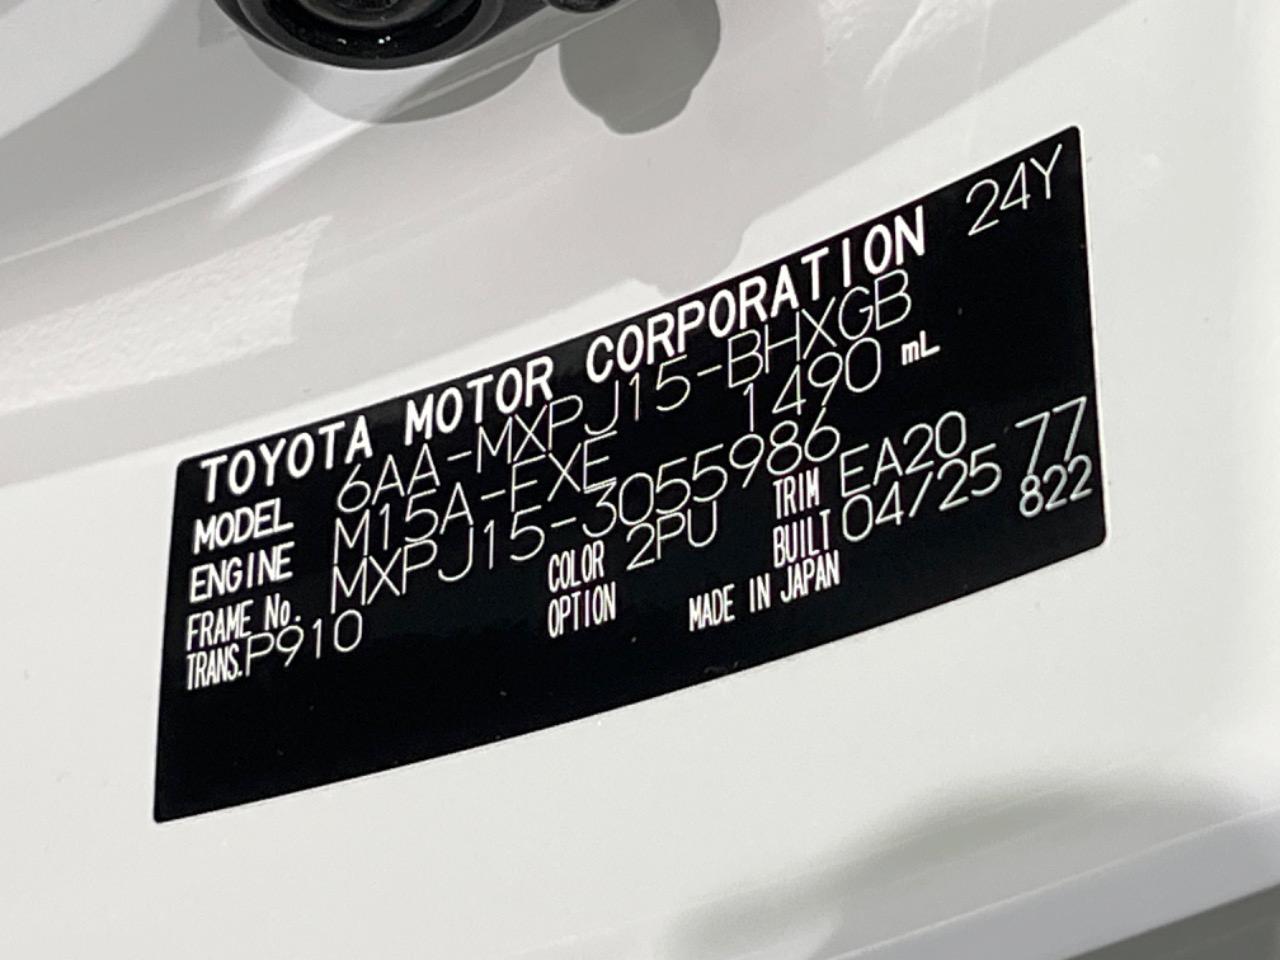 TOYOTA MOTOR CORPORATION 24Y
MODEL 6AA-MXPJ15-BHXGB
ENGINE M15A-FXE 1490 mL
FRAME No. MXPJ15-3055986
TRANS. P910 COLOR 2PU TRIM EA20 77
OPTION BUILT 04/25 822
MADE IN JAPAN